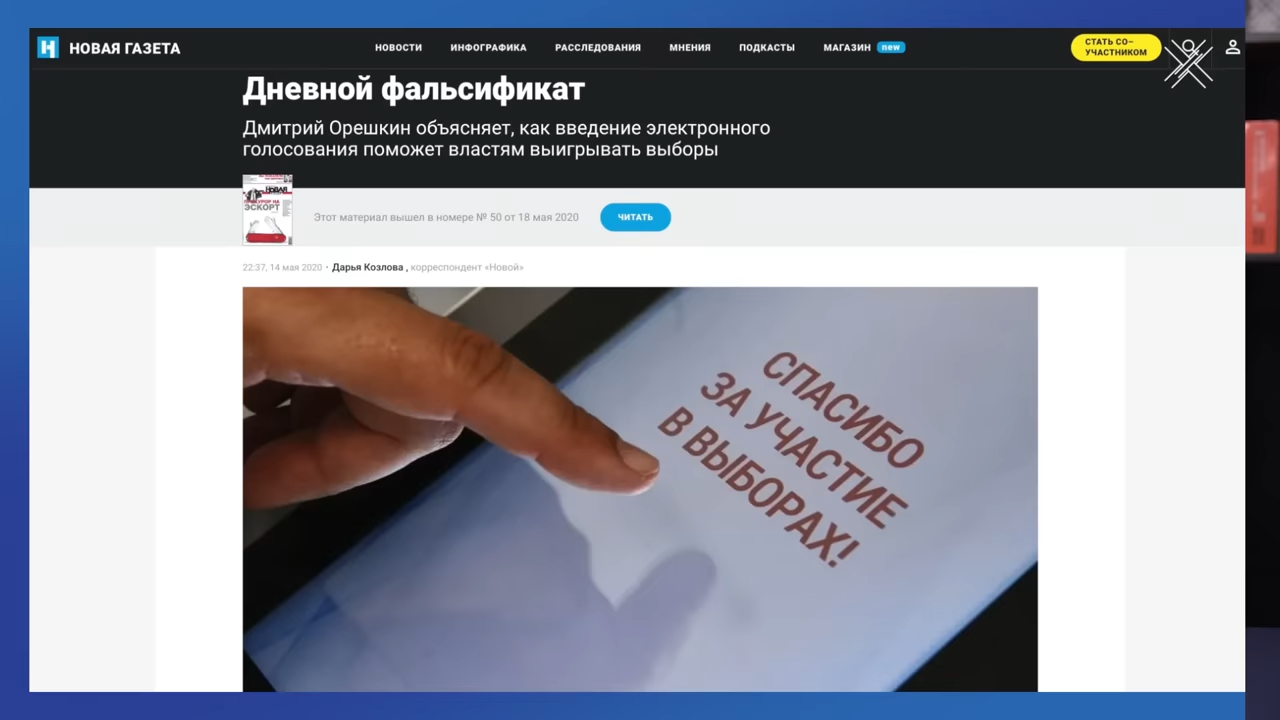 НОВАЯ ГАЗЕТА
НОВОСТИ ИНФОГРАФИКА РАССЛЕДОВАНИЯ МНЕНИЯ ПОДКАСТЫ МАГАЗИН new
СТАТЬ СО-
УЧАСТНИКОМ
Дневной фальсификат
Дмитрий Орешкин объясняет, как введение электронного
голосования поможет властям выигрывать выборы
ЭСКОРТ
Этот материал вышел в номере № 50 от 18 мая 2020
ЧИТАТЬ
22:37, 14 мая 2020 · Дарья Козлова , корреспондент «Новой»
СПАСИБО
ЗА УЧАСТИЕ
В ВЫБОРАХ!